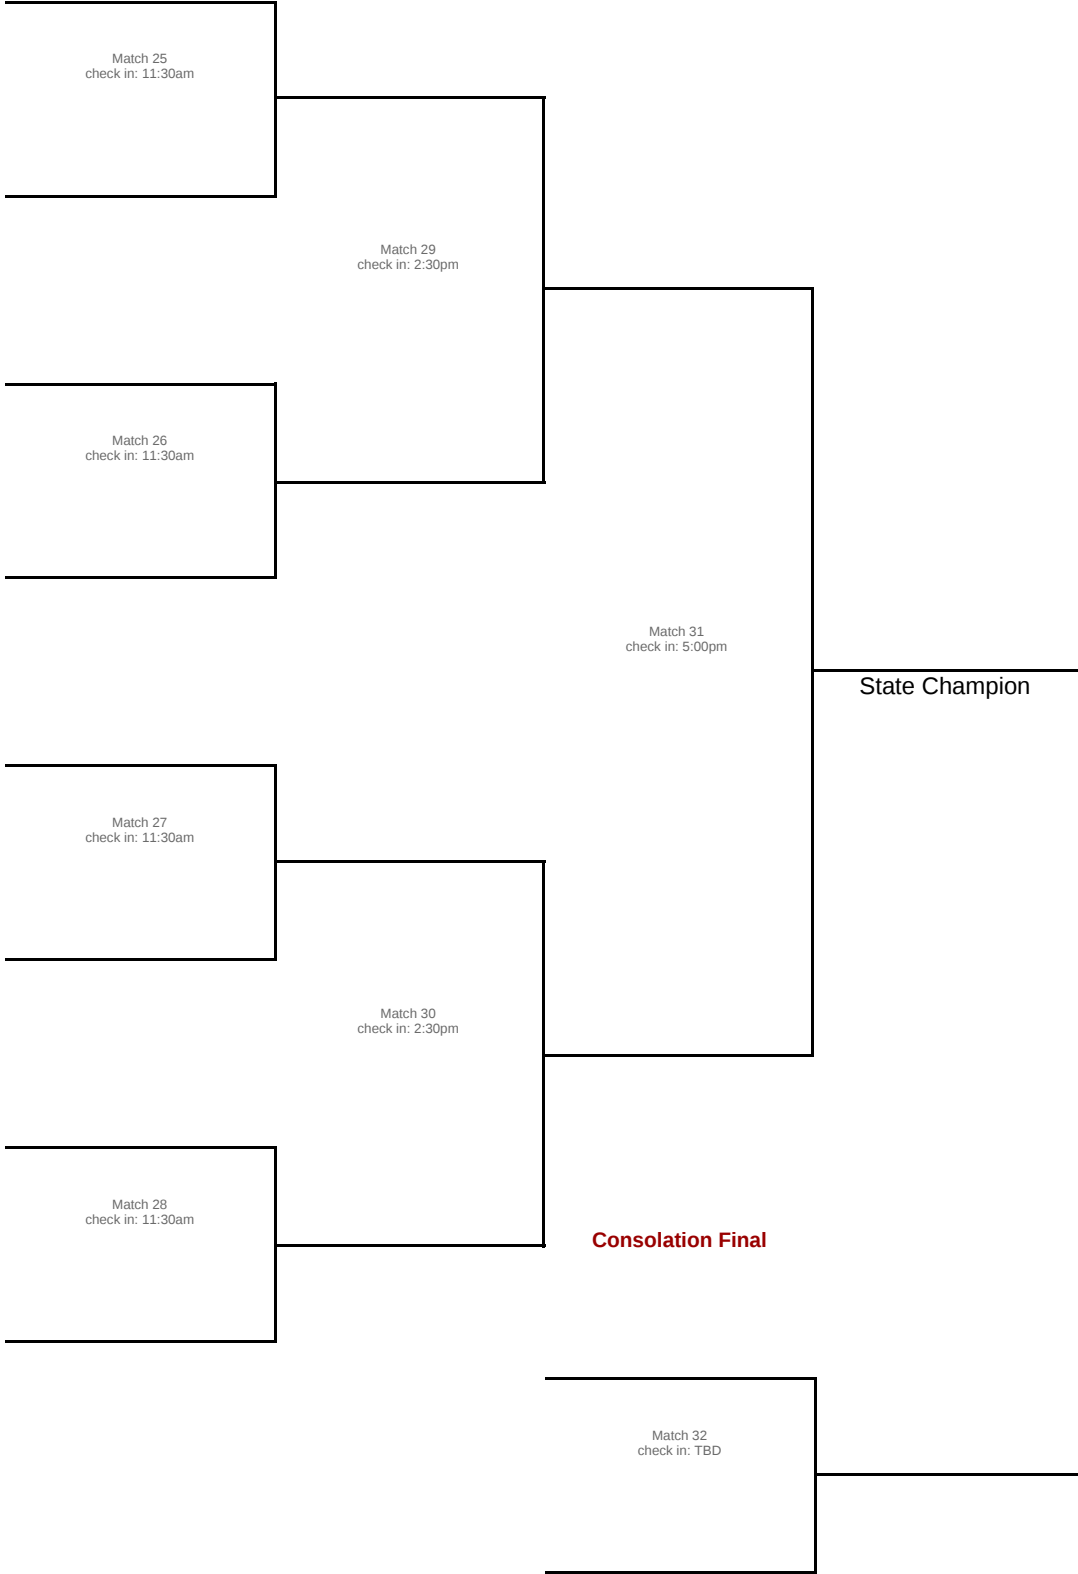 Match 25
check in: 11:30am
Match 29
check in: 2:30pm
Match 26
check in: 11:30am
Match 31
check in: 5:00pm
State Champion
Match 27
check in: 11:30am
Match 30
check in: 2:30pm
Match 28
check in: 11:30am
Consolation Final
Match 32
check in: TBD